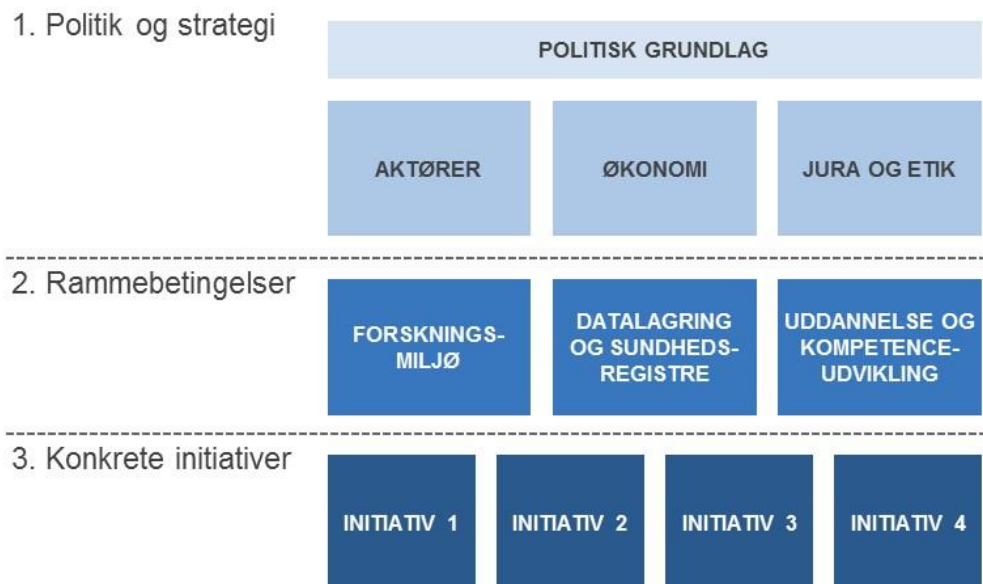 1. Politik og strategi
POLITISK GRUNDLAG
AKTØRER
ØKONOMI
JURA OG ETIK
2. Rammebetingelser
FORSKNINGS-
MILJØ
DATALAGRING
OG SUNDHEDS-
REGISTRE
UDDANNELSE OG
KOMPETENCE-
UDVIKLING
3. Konkrete initiativer
INITIATIV 1
INITIATIV 2
INITIATIV 3
INITIATIV 4